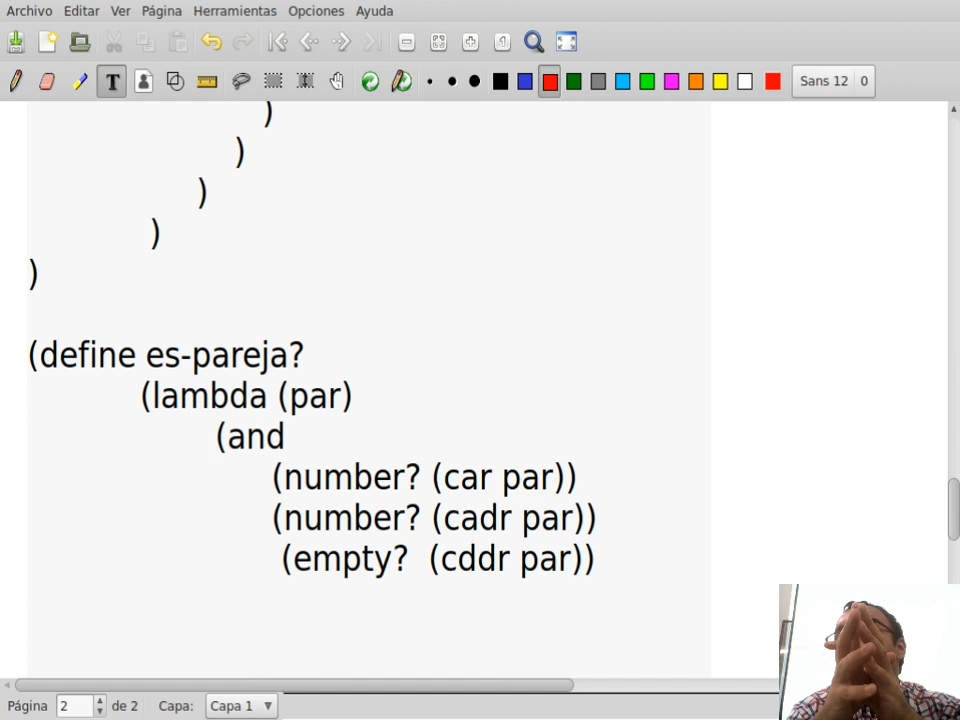 Archivo Editar Ver Página Herramientas Opciones Ayuda
T Sans 12 0
)
)
)
)
)
(define es-pareja?
(lambda (par)
(and
(number? (car par))
(number? (cadr par))
(empty? (cddr par))
Página 2 de 2 Capa: Capa 1